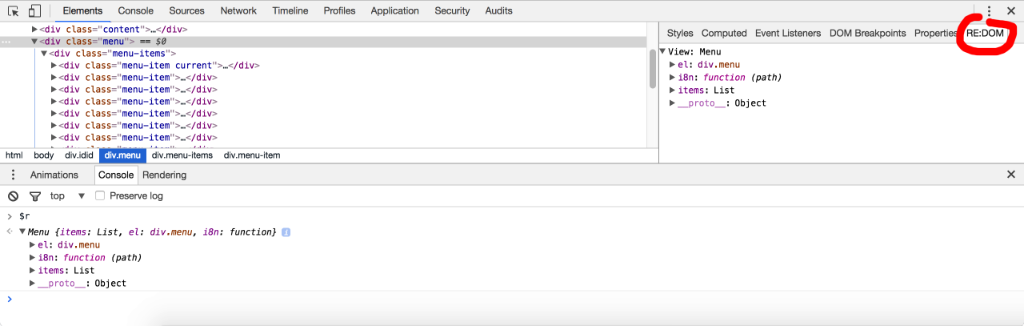 Elements Console Sources Network Timeline Profiles Application Security Audits
<div class="content">…</div>
… <div class="menu"> == $0
<div class="menu-items">
<div class="menu-item current">…</div>
<div class="menu-item">…</div>
<div class="menu-item">…</div>
<div class="menu-item">…</div>
<div class="menu-item">…</div>
<div class="menu-item">…</div>
<div class="menu-item">…</div>
html body div.idid div.menu div.menu-items div.menu-item
Styles Computed Event Listeners DOM Breakpoints Properties RE:DOM
View: Menu
el: div.menu
i8n: function (path)
items: List
__proto__: Object
Animations Console Rendering
top Preserve log
> $r
Menu {items: List, el: div.menu, i8n: function} i
el: div.menu
i8n: function (path)
items: List
__proto__: Object
>